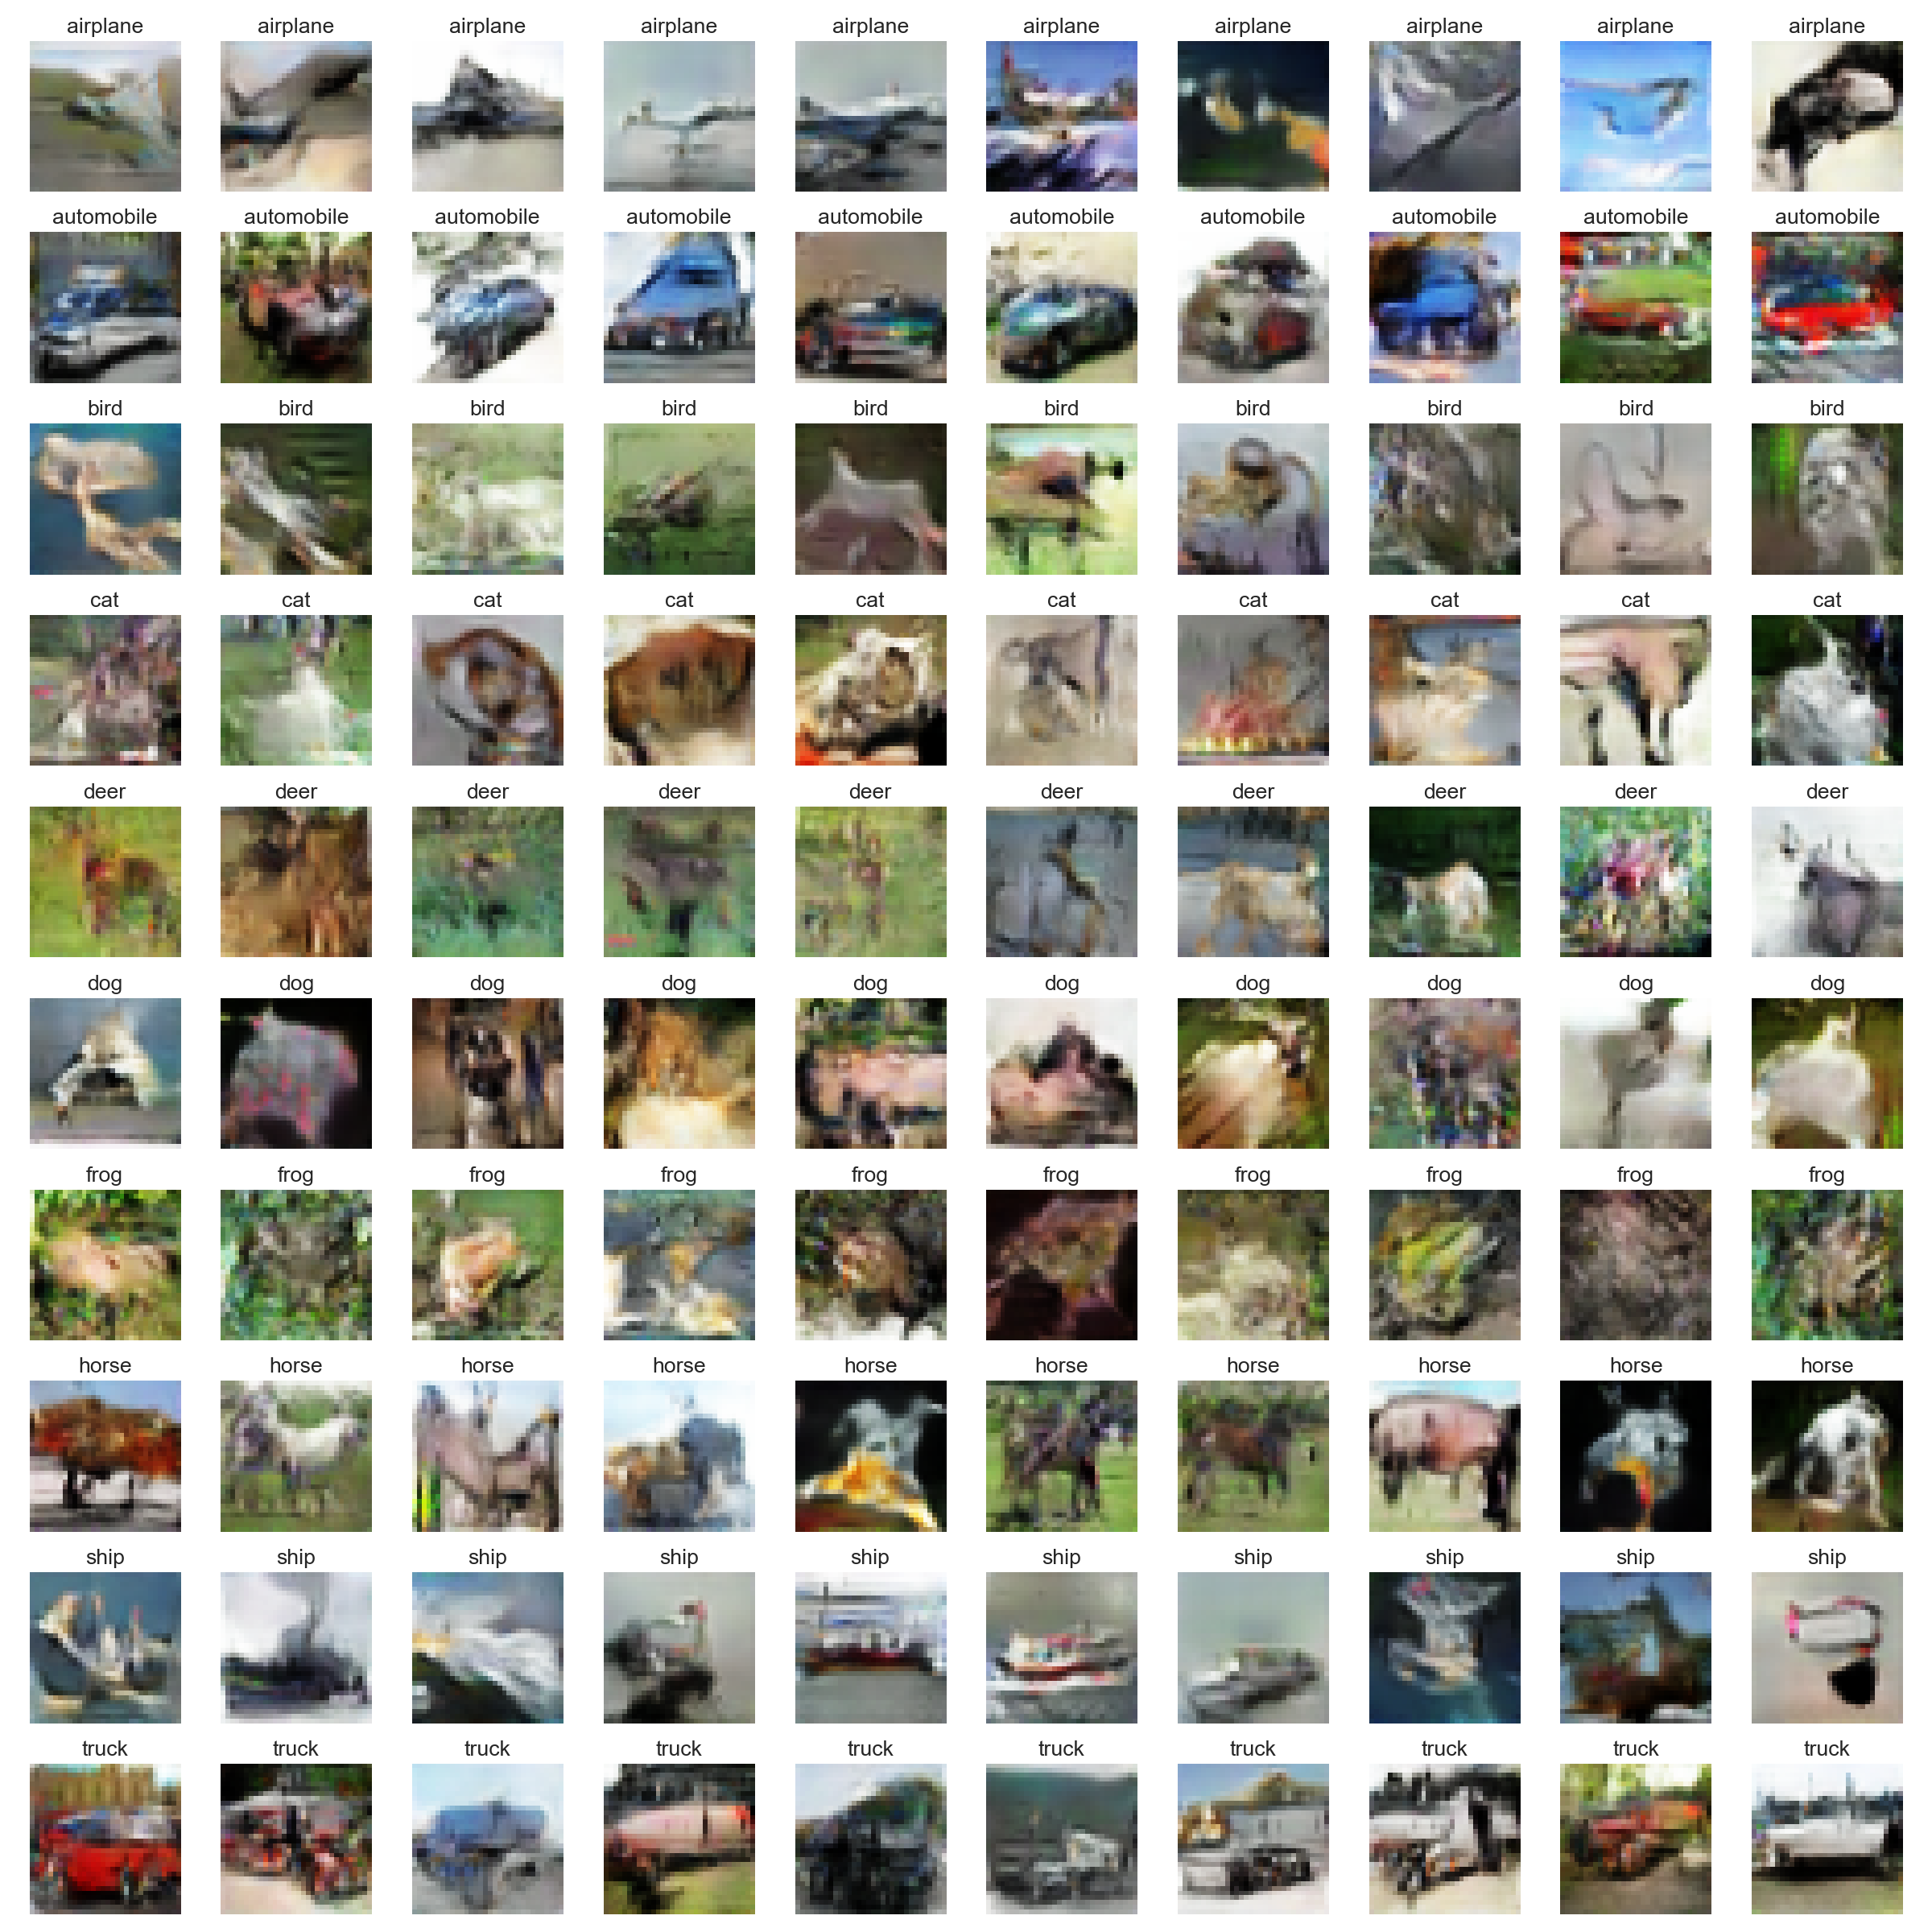 airplane airplane airplane airplane airplane airplane airplane airplane airplane airplane
automobile automobile automobile automobile automobile automobile automobile automobile automobile automobile
bird bird bird bird bird bird bird bird bird bird
cat cat cat cat cat cat cat cat cat cat
deer deer deer deer deer deer deer deer deer deer
dog dog dog dog dog dog dog dog dog dog
frog frog frog frog frog frog frog frog frog frog
horse horse horse horse horse horse horse horse horse horse
ship ship ship ship ship ship ship ship ship ship
truck truck truck truck truck truck truck truck truck truck